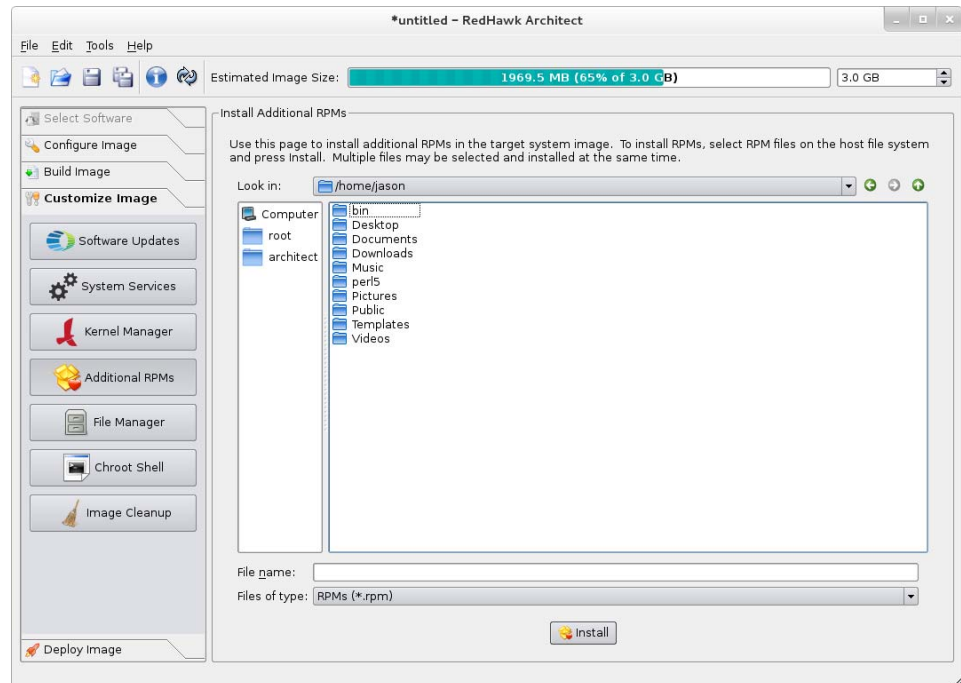 *untitled – RedHawk Architect
File Edit Tools Help
Estimated Image Size: 1969.5 MB (65% of 3.0 GB) 3.0 GB
Select Software
Configure Image
Build Image
Customize Image
Software Updates
System Services
Kernel Manager
Additional RPMs
File Manager
Chroot Shell
Image Cleanup
Deploy Image
Install Additional RPMs
Use this page to install additional RPMs in the target system image. To install RPMs, select RPM files on the host file system
and press Install. Multiple files may be selected and installed at the same time.
Look in: /home/jason
Computer
root
architect
bin
Desktop
Documents
Downloads
Music
perl5
Pictures
Public
Templates
Videos
File name:
Files of type: RPMs (*.rpm)
Install